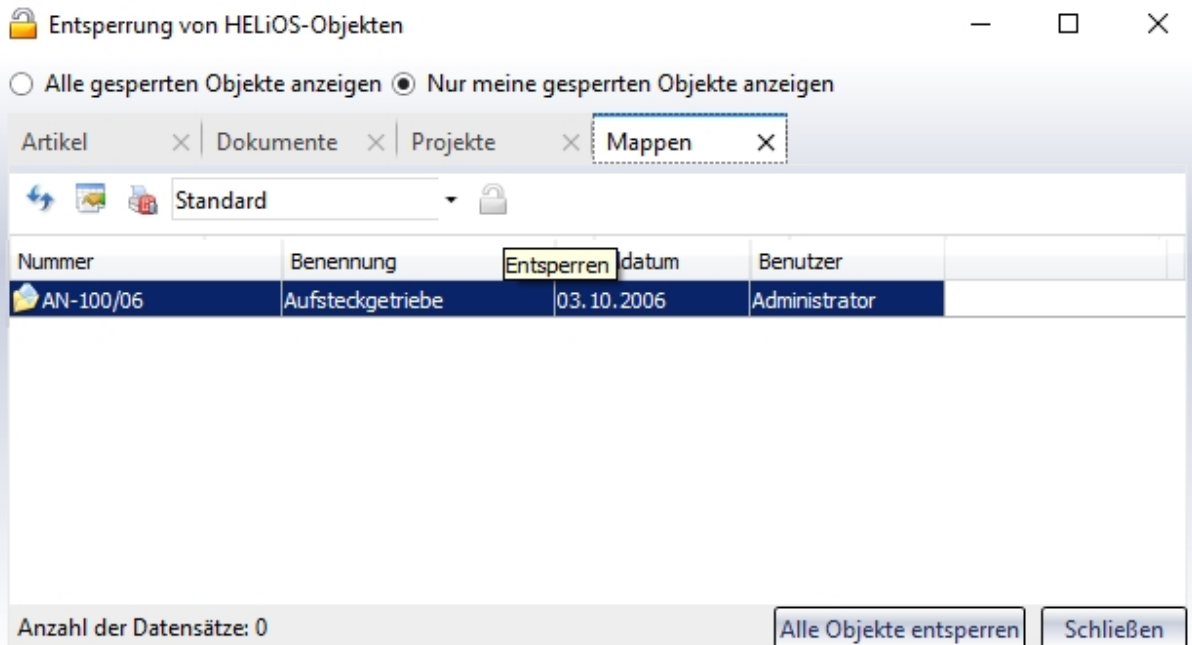 Entsperrung von HELiOS-Objekten
Alle gesperrten Objekte anzeigen Nur meine gesperrten Objekte anzeigen
Artikel Dokumente Projekte Mappen
Standard
Nummer Benennung Entsperren datum Benutzer
AN-100/06 Aufsteckgetriebe 03.10.2006 Administrator
Anzahl der Datensätze: 0 Alle Objekte entsperren Schließen